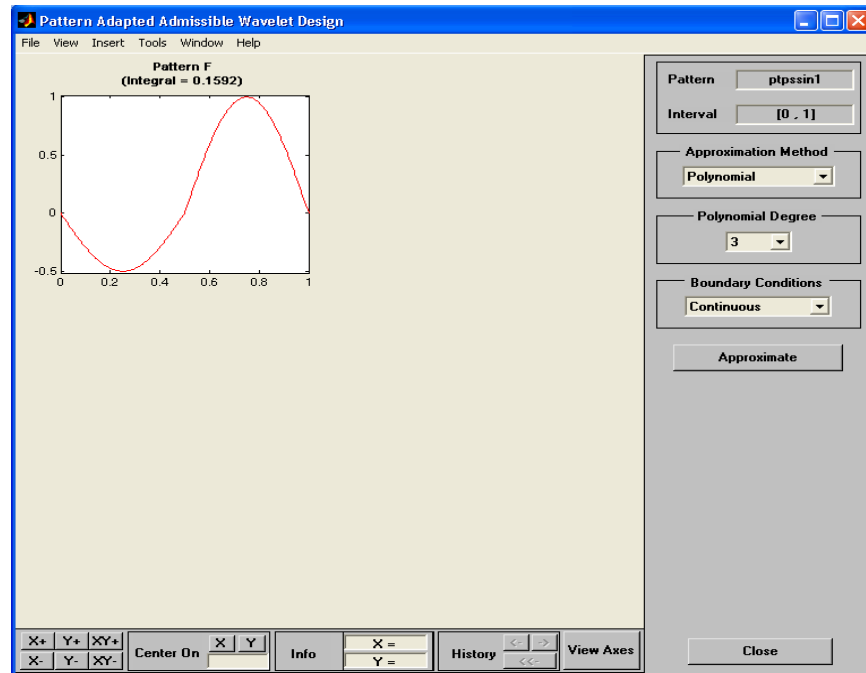 Pattern Adapted Admissible Wavelet Design
File View Insert Tools Window Help
Pattern F
(Integral = 0.1592)
1
0.5
0
-0.5
0 0.2 0.4 0.6 0.8 1
Pattern ptpssin1
Interval [0 , 1]
Approximation Method
Polynomial
Polynomial Degree
3
Boundary Conditions
Continuous
Approximate
X+ Y+ XY+
X- Y- XY-
Center On X Y
Info X =
Y =
History <- ->
<<-
View Axes
Close